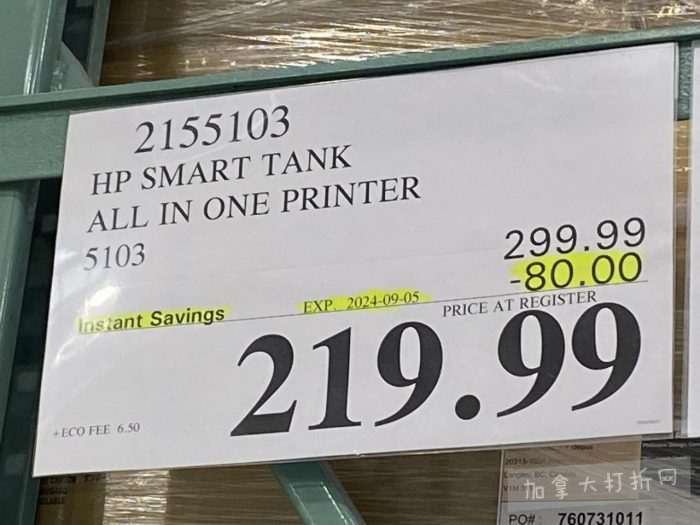 2155103
HP SMART TANK
ALL IN ONE PRINTER
5103
299.99
-80.00
Instant Savings
EXP. 2024-09-05
PRICE AT REGISTER
219.99
+ECO FEE 6.50
加拿大打折网
PO# 760731011